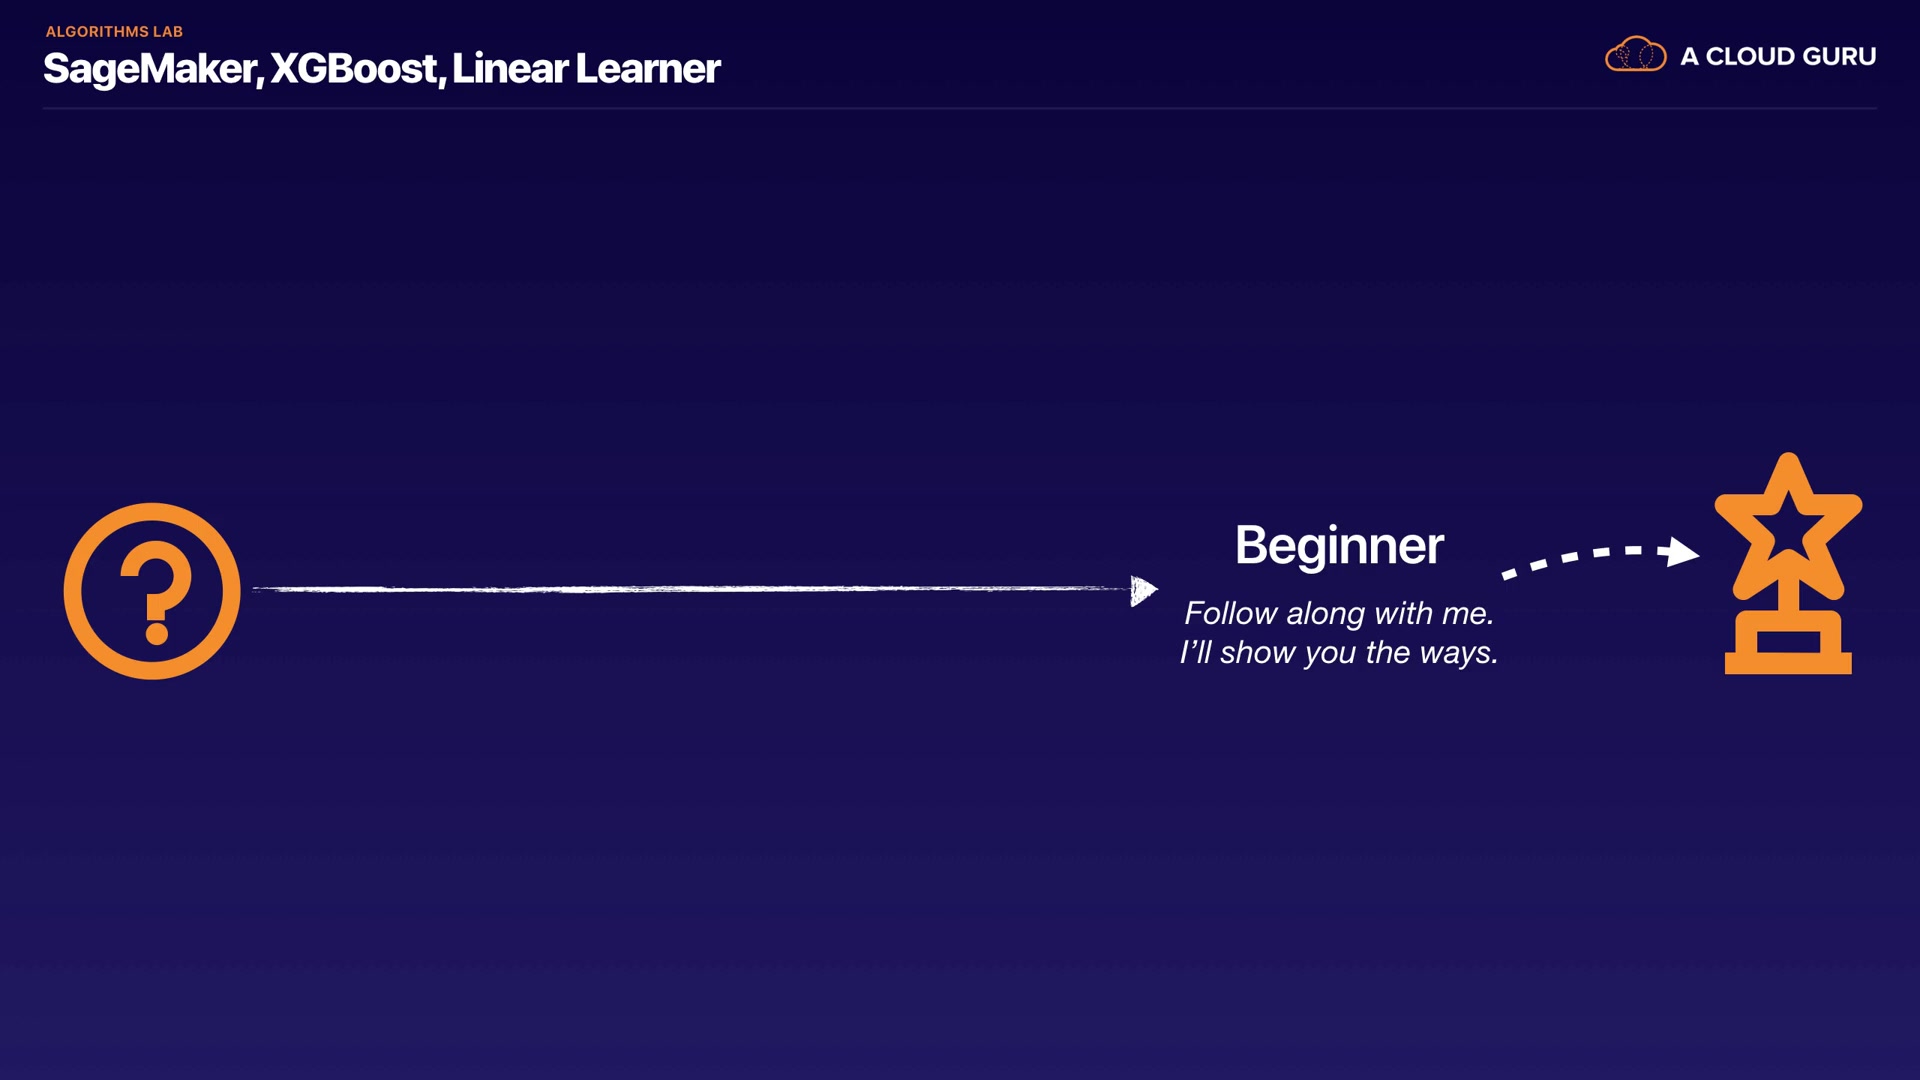 ALGORITHMS LAB
SageMaker, XGBoost, Linear Learner
A CLOUD GURU
?
Beginner
Follow along with me.
I’ll show you the ways.